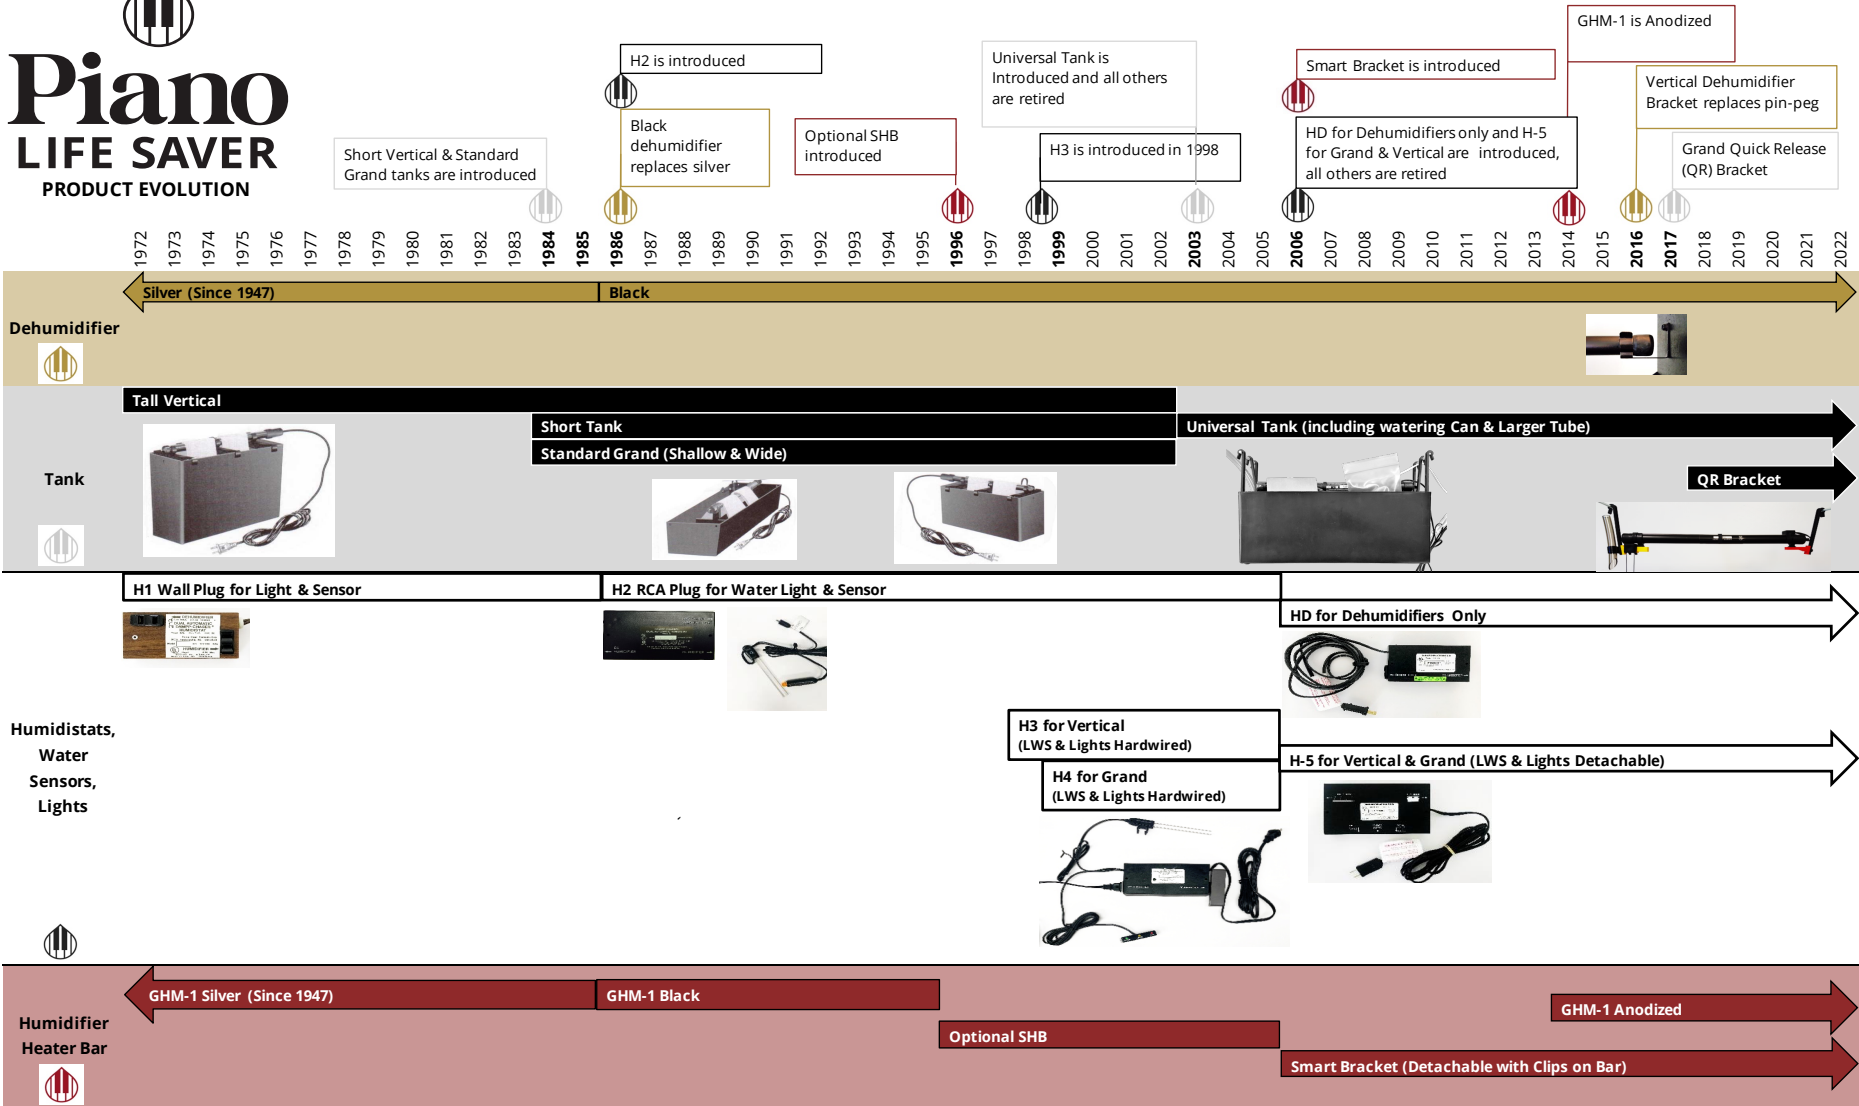 Piano
LIFE SAVER
PRODUCT EVOLUTION
Short Vertical & Standard
Grand tanks are introduced
H2 is introduced
Black
dehumidifier
replaces silver
Optional SHB
introduced
Universal Tank is
Introduced and all others
are retired
H3 is introduced in 1998
Smart Bracket is introduced
HD for Dehumidifiers only and H-5
for Grand & Vertical are introduced,
all others are retired
GHM-1 is Anodized
Vertical Dehumidifier
Bracket replaces pin-peg
Grand Quick Release
(QR) Bracket
1972 1973 1974 1975 1976 1977 1978 1979 1980 1981 1982 1983 1984 1985 1986 1987 1988 1989 1990 1991 1992 1993 1994 1995 1996 1997 1998 1999 2000 2001 2002 2003 2004 2005 2006 2007 2008 2009 2010 2011 2012 2013 2014 2015 2016 2017 2018 2019 2020 2021 2022
Silver (Since 1947)
Black
Dehumidifier
Tall Vertical
Short Tank
Universal Tank (including watering Can & Larger Tube)
Standard Grand (Shallow & Wide)
Tank
QR Bracket
H1 Wall Plug for Light & Sensor
H2 RCA Plug for Water Light & Sensor
HD for Dehumidifiers Only
Humidistats,
Water
Sensors,
Lights
H3 for Vertical
(LWS & Lights Hardwired)
H4 for Grand
(LWS & Lights Hardwired)
H-5 for Vertical & Grand (LWS & Lights Detachable)
GHM-1 Silver (Since 1947)
GHM-1 Black
GHM-1 Anodized
Humidifier
Heater Bar
Optional SHB
Smart Bracket (Detachable with Clips on Bar)